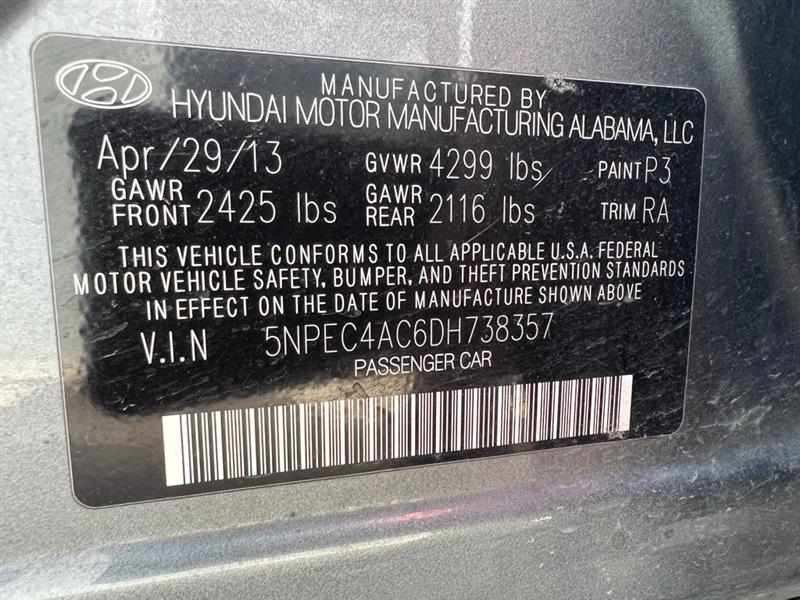 MANUFACTURED BY
HYUNDAI MOTOR MANUFACTURING ALABAMA, LLC
Apr/29/13 GVWR 4299 lbs PAINT P3
GAWR FRONT 2425 lbs GAWR REAR 2116 lbs TRIM RA
THIS VEHICLE CONFORMS TO ALL APPLICABLE U.S.A. FEDERAL
MOTOR VEHICLE SAFETY, BUMPER, AND THEFT PREVENTION STANDARDS
IN EFFECT ON THE DATE OF MANUFACTURE SHOWN ABOVE
V.I.N 5NPEC4AC6DH738357
PASSENGER CAR